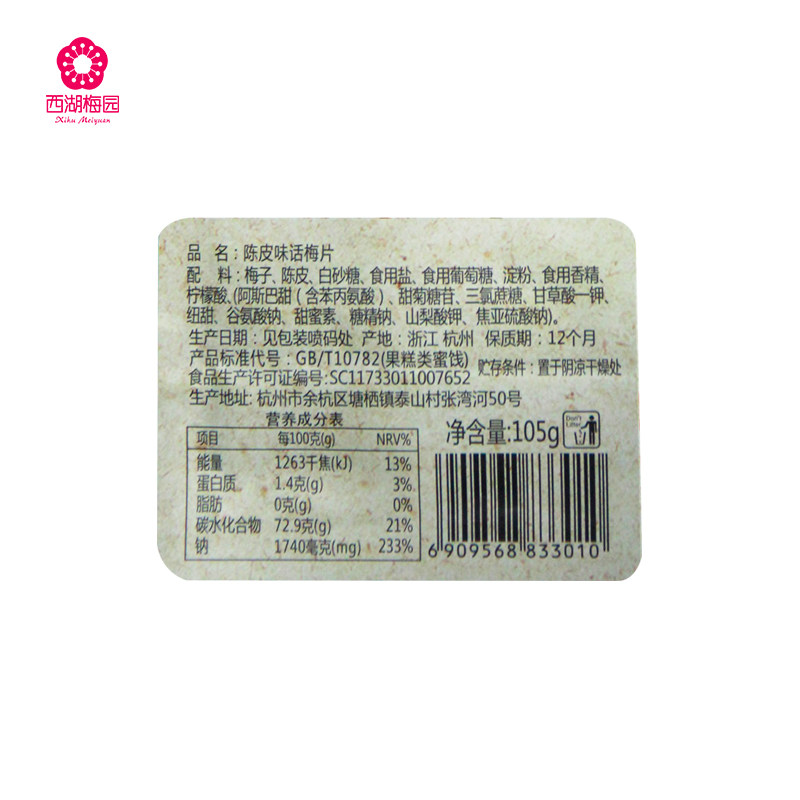 西湖梅园
Xihu Meiyuan
品 名：陈皮味话梅片
配 料：梅子、陈皮、白砂糖、食用盐、食用葡萄糖、淀粉、食用香精、
柠檬酸、(阿斯巴甜（含苯丙氨酸）、甜菊糖苷、三氯蔗糖、甘草酸一钾、
纽甜、谷氨酸钠、甜蜜素、糖精钠、山梨酸钾、焦亚硫酸钠)。
生产日期：见包装喷码处 产地：浙江 杭州 保质期：12个月
产品标准代号：GB/T10782(果糕类蜜饯) 贮存条件：置于阴凉干燥处
食品生产许可证编号:SC11733011007652
生产地址: 杭州市余杭区塘栖镇泰山村张湾河50号
营养成分表
项目 每100克(g) NRV%
能量 1263千焦(kJ) 13%
蛋白质 1.4克(g) 3%
脂肪 0克(g) 0%
碳水化合物 72.9克(g) 21%
钠 1740毫克(mg) 233%
净含量:105g
Don't
Litter
6 909568 833010